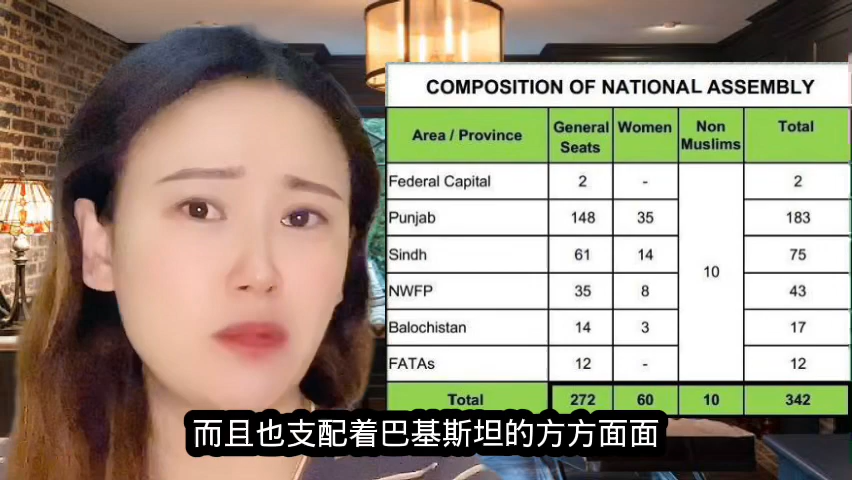 COMPOSITION OF NATIONAL ASSEMBLY
Area / Province General Seats Women Non Muslims Total
Federal Capital 2 - 2
Punjab 148 35 183
Sindh 61 14 75
NWFP 35 8 43
10
Balochistan 14 3 17
FATAs 12 - 12
Total 272 60 10 342
而且也支配着巴基斯坦的方方面面